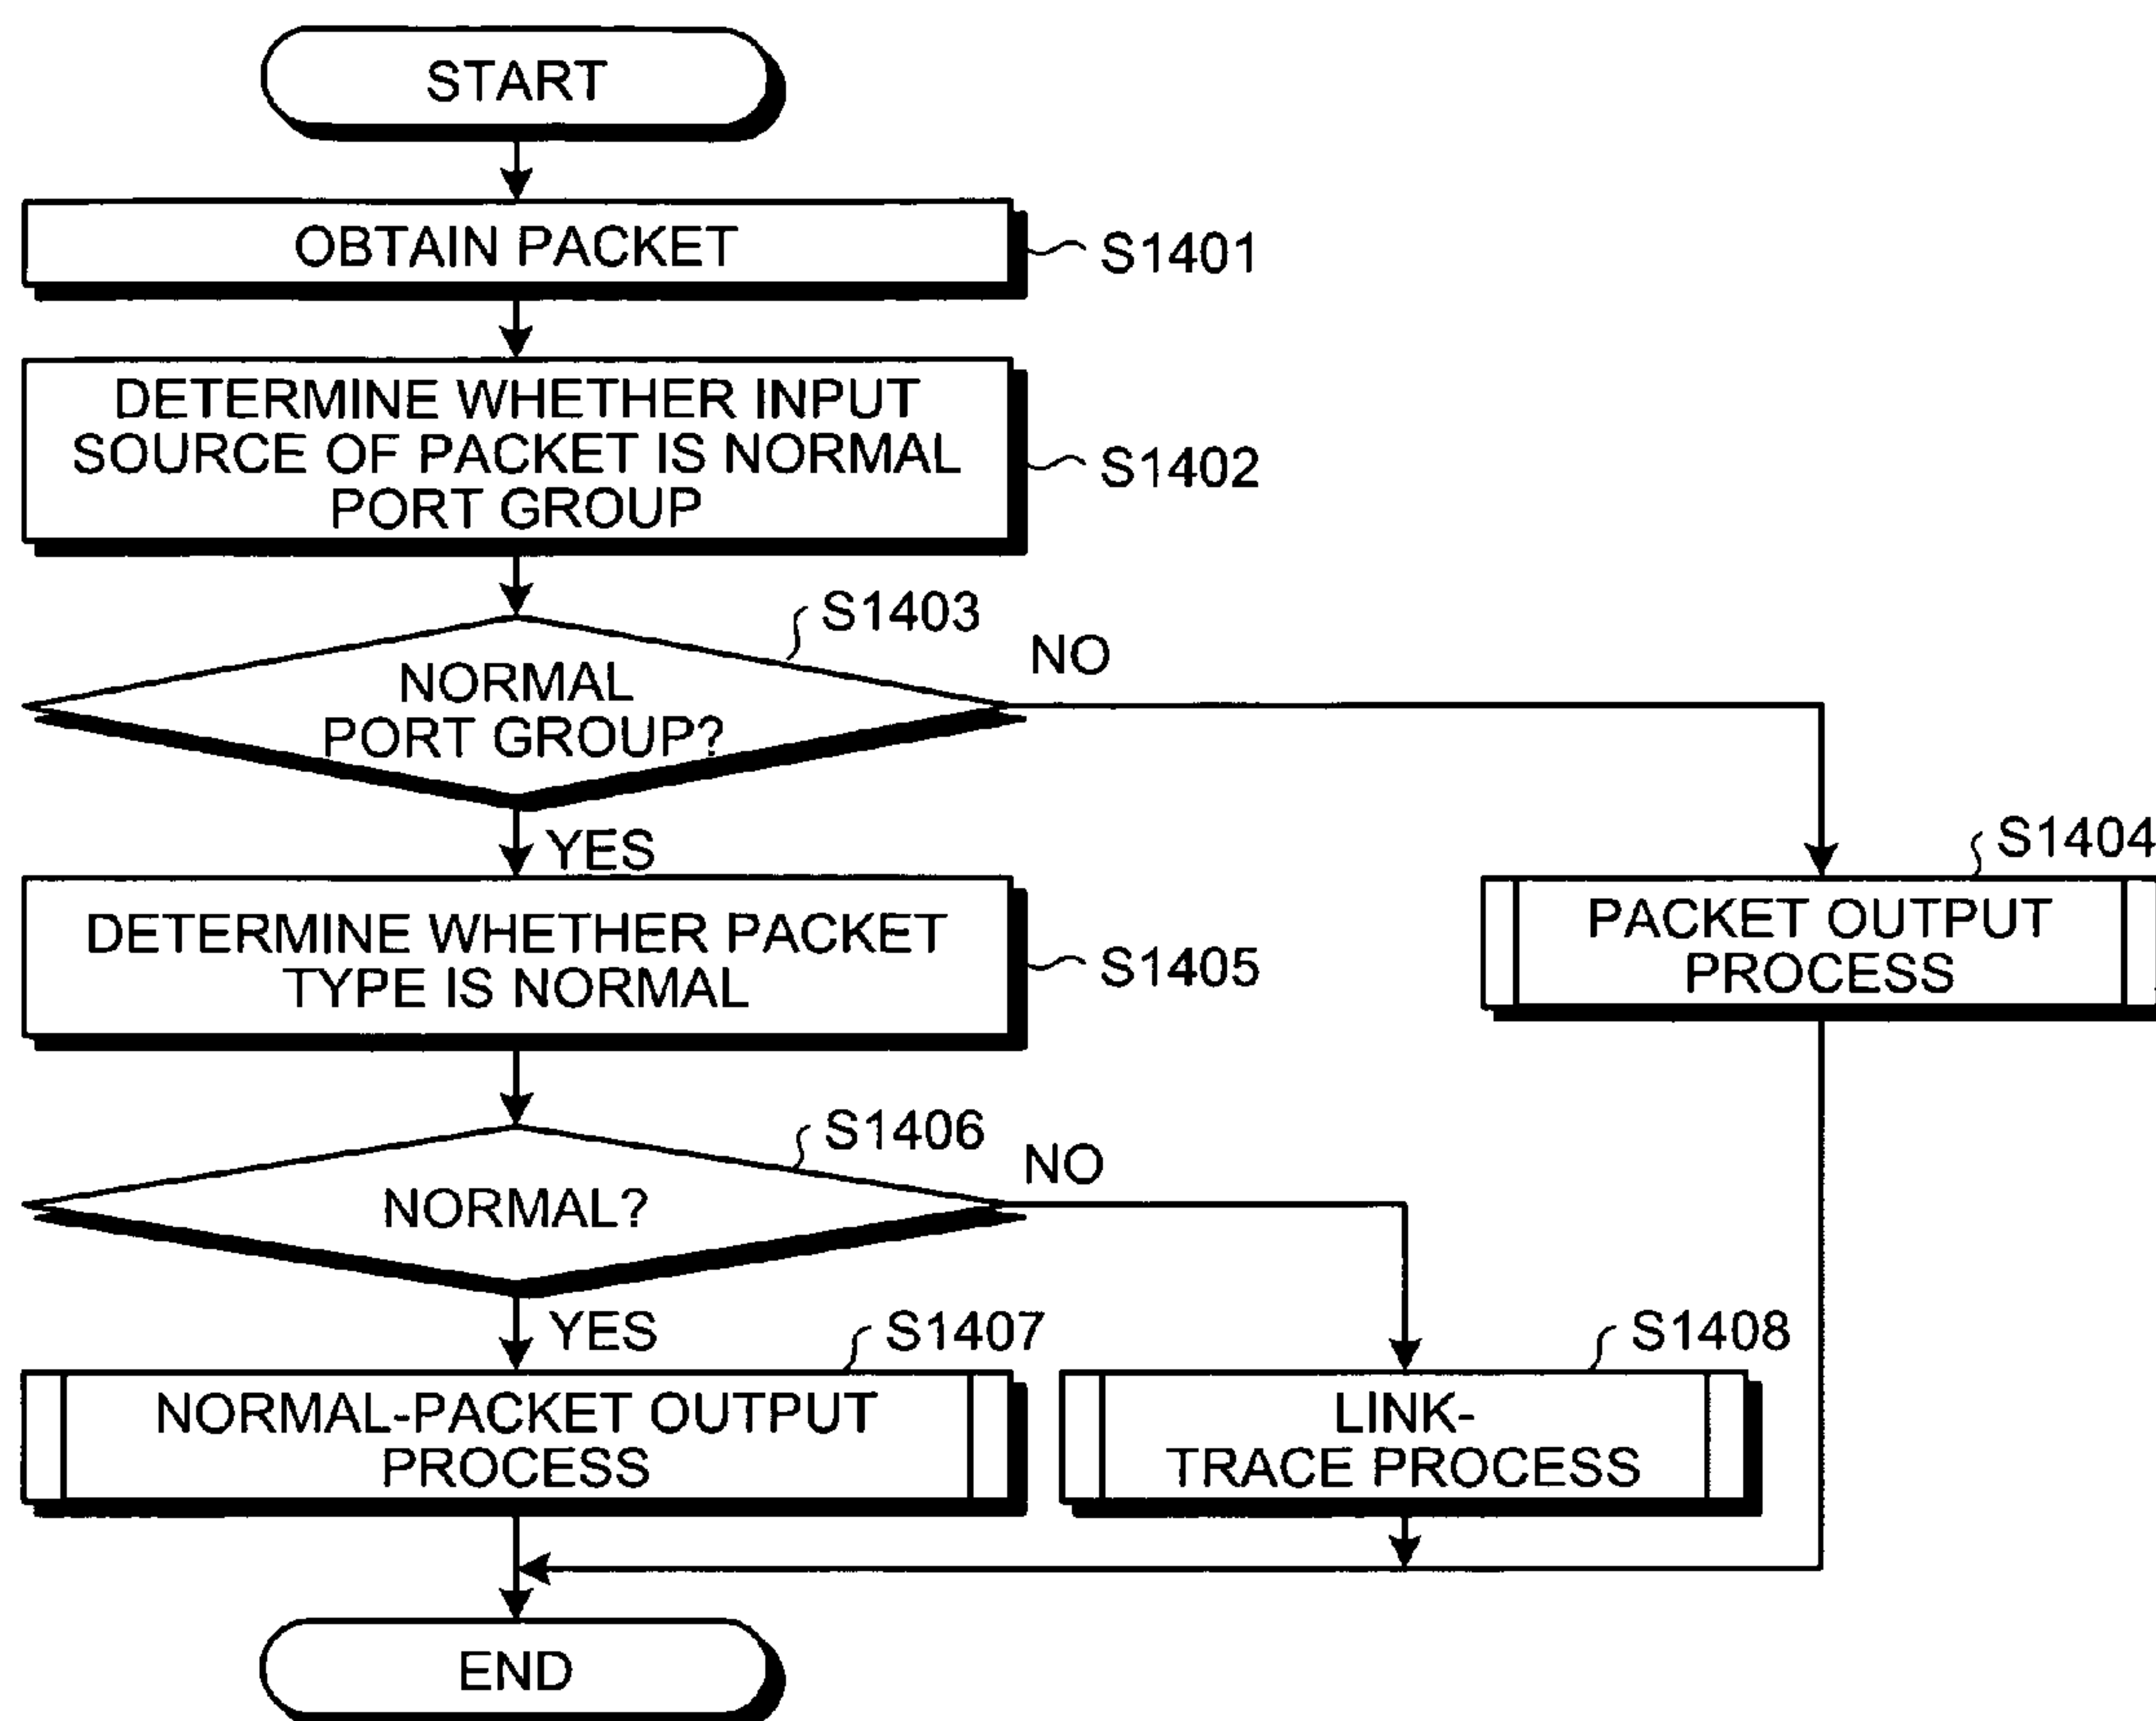 START
OBTAIN PACKET
S1401
DETERMINE WHETHER INPUT
SOURCE OF PACKET IS NORMAL
PORT GROUP
S1402
S1403
NORMAL
PORT GROUP?
NO
YES
S1404
PACKET OUTPUT
PROCESS
DETERMINE WHETHER PACKET
TYPE IS NORMAL
S1405
S1406
NORMAL?
NO
YES
S1407
NORMAL-PACKET OUTPUT
PROCESS
S1408
LINK-
TRACE PROCESS
END